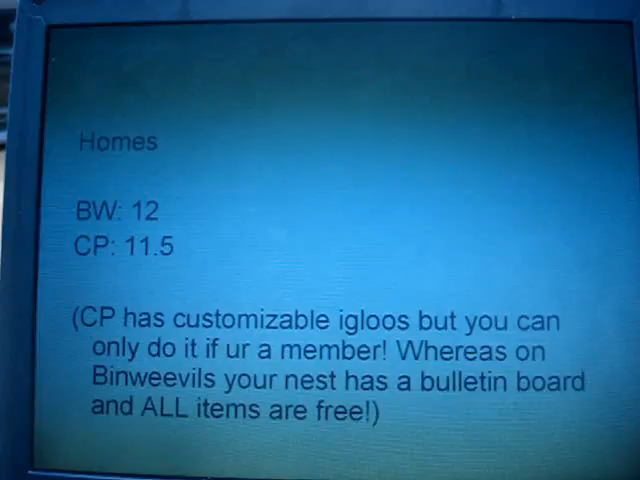 Homes
BW: 12
CP: 11.5
(CP has customizable igloos but you can
only do it if ur a member! Whereas on
Binweevils your nest has a bulletin board
and ALL items are free!)